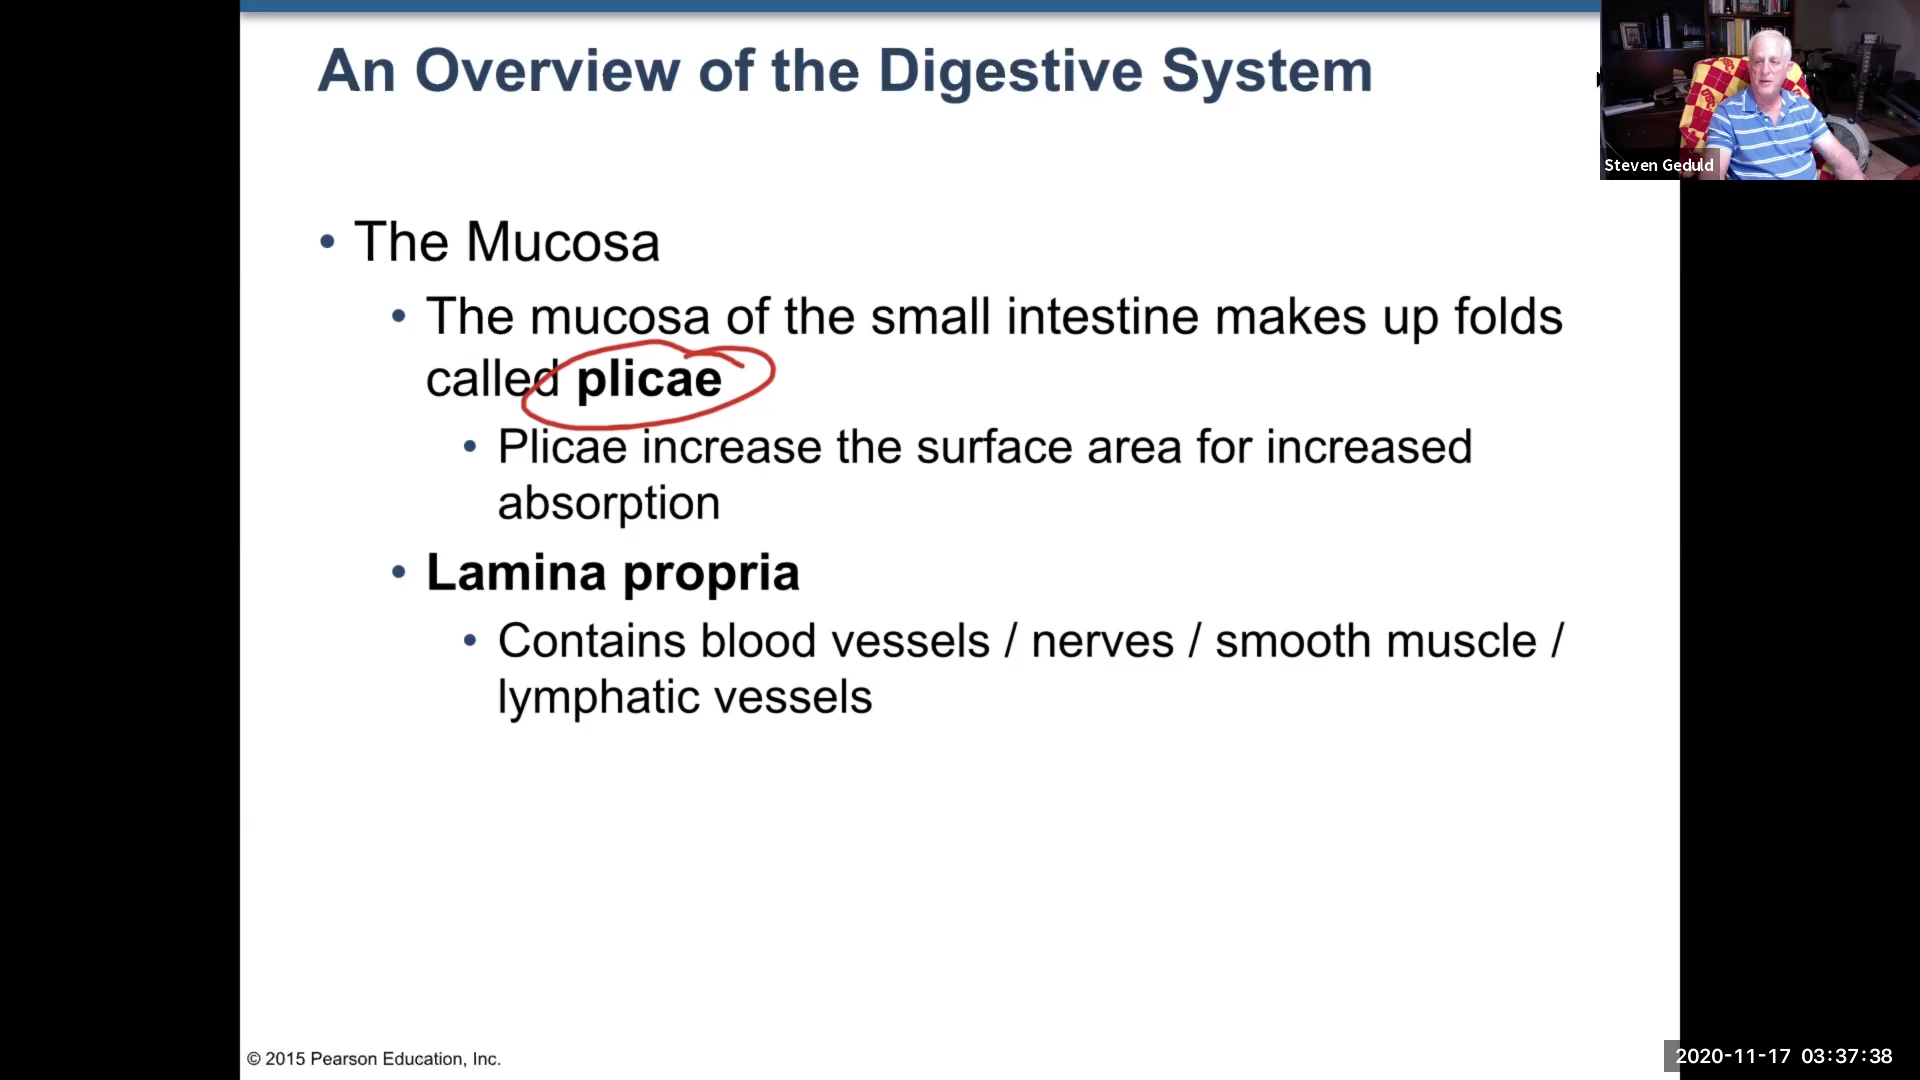 An Overview of the Digestive System
Steven Geduld
• The Mucosa
• The mucosa of the small intestine makes up folds
called plicae
• Plicae increase the surface area for increased
absorption
• Lamina propria
• Contains blood vessels / nerves / smooth muscle /
lymphatic vessels
© 2015 Pearson Education, Inc.
2020-11-17 03:37:38